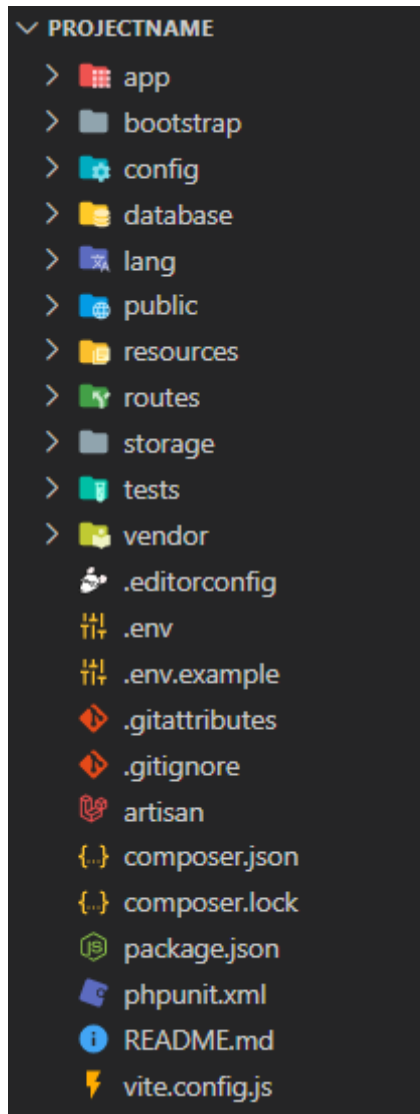 PROJECTNAME
app
bootstrap
config
database
lang
public
resources
routes
storage
tests
vendor
.editorconfig
.env
.env.example
.gitattributes
.gitignore
artisan
composer.json
composer.lock
package.json
phpunit.xml
README.md
vite.config.js